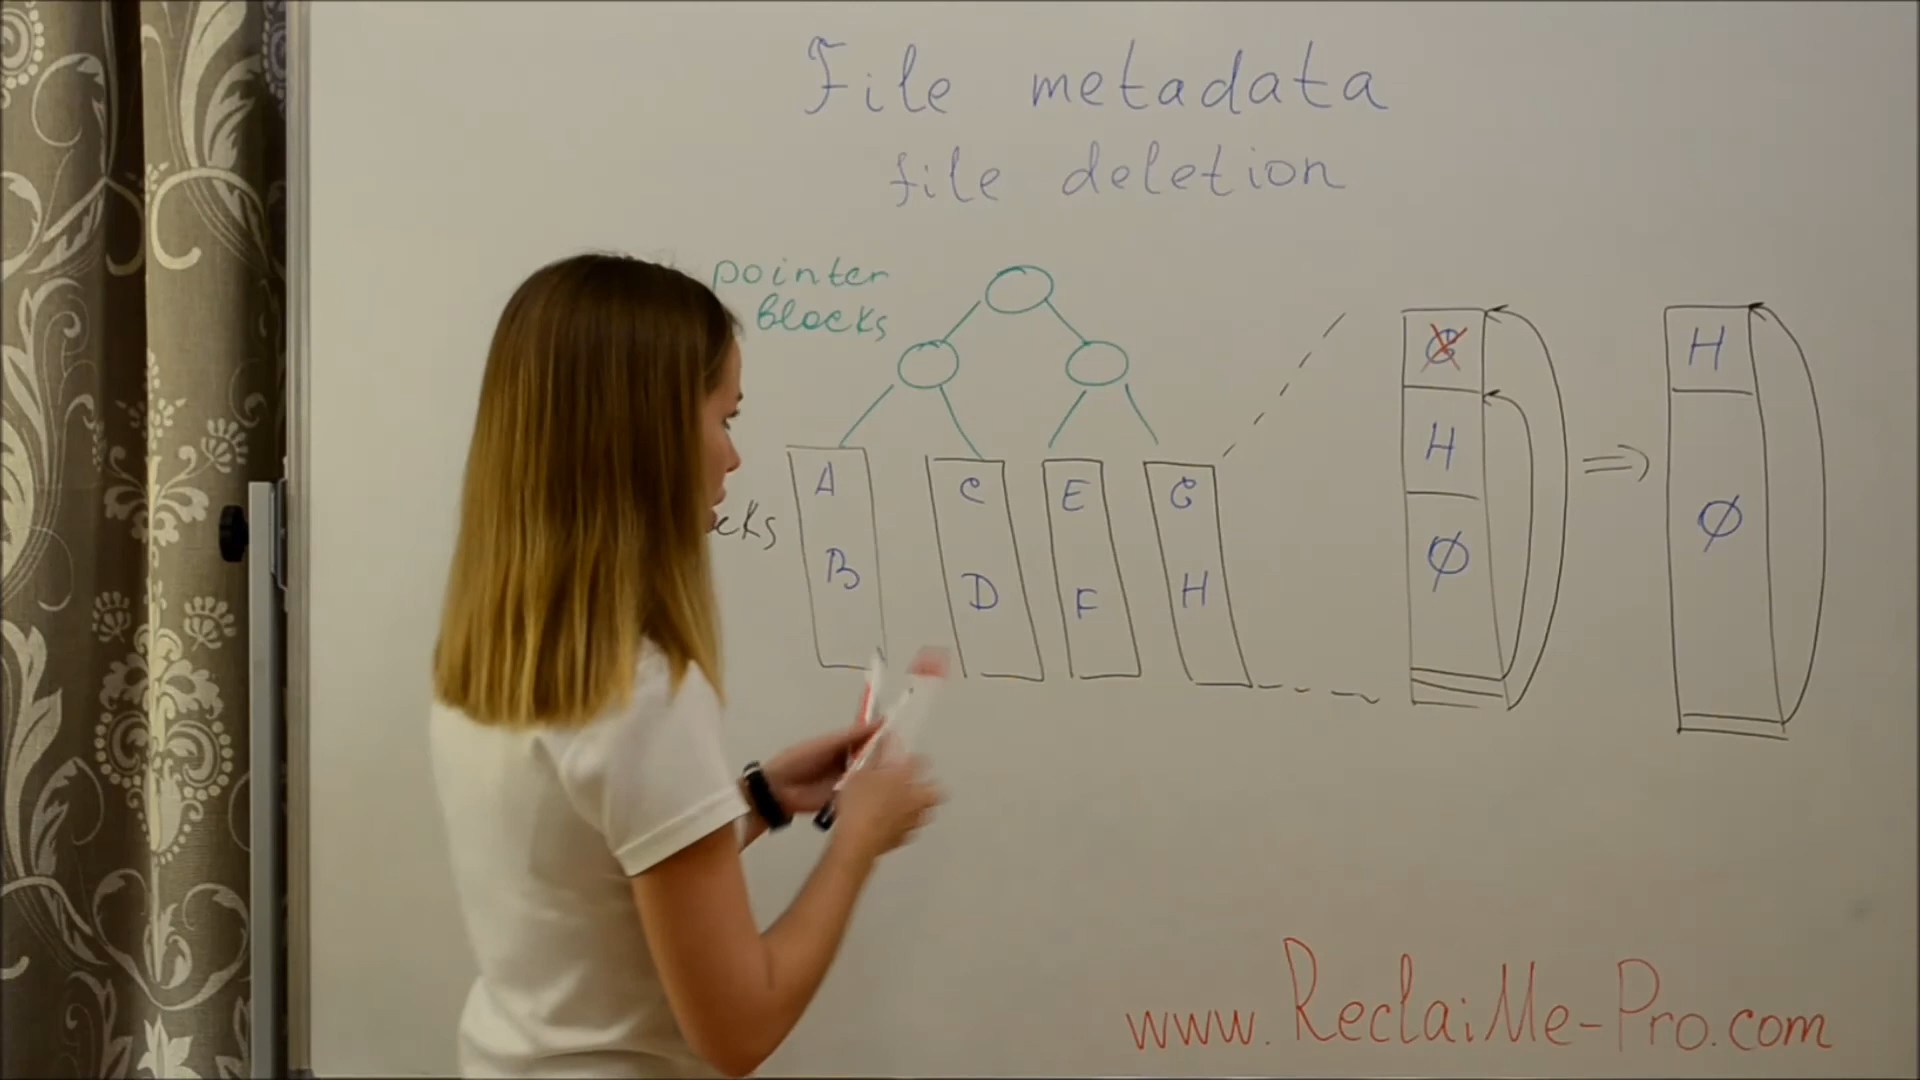 File metadata
file deletion
pointer
blocks
A
B
C
D
E
F
G
H
G
H
Ø
H
Ø
www.ReclaiMe-Pro.com